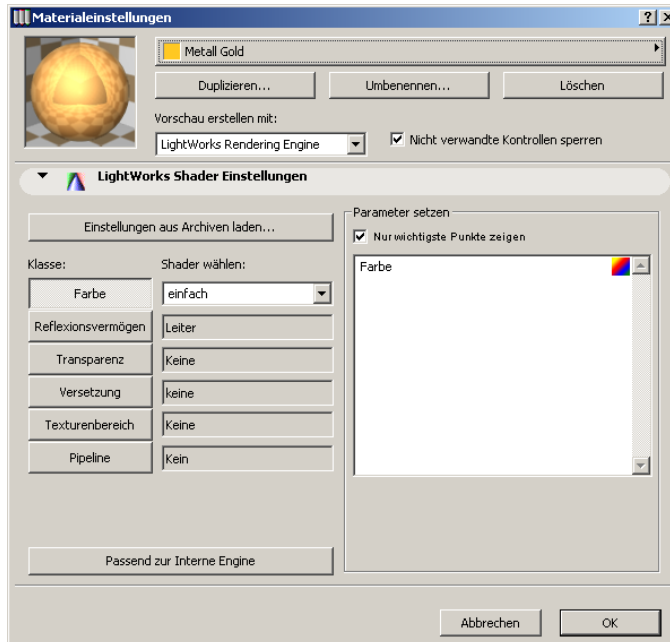 Materialeinstellungen
Metall Gold
Duplizieren...
Umbenennen...
Löschen
Vorschau erstellen mit:
LightWorks Rendering Engine
Nicht verwandte Kontrollen sperren
LightWorks Shader Einstellungen
Einstellungen aus Archiven laden...
Klasse:
Shader wählen:
Farbe
einfach
Reflexionsvermögen
Leiter
Transparenz
Keine
Versetzung
keine
Texturenbereich
Keine
Pipeline
Kein
Passend zur Interne Engine
Parameter setzen
Nur wichtigste Punkte zeigen
Farbe
Abbrechen
OK